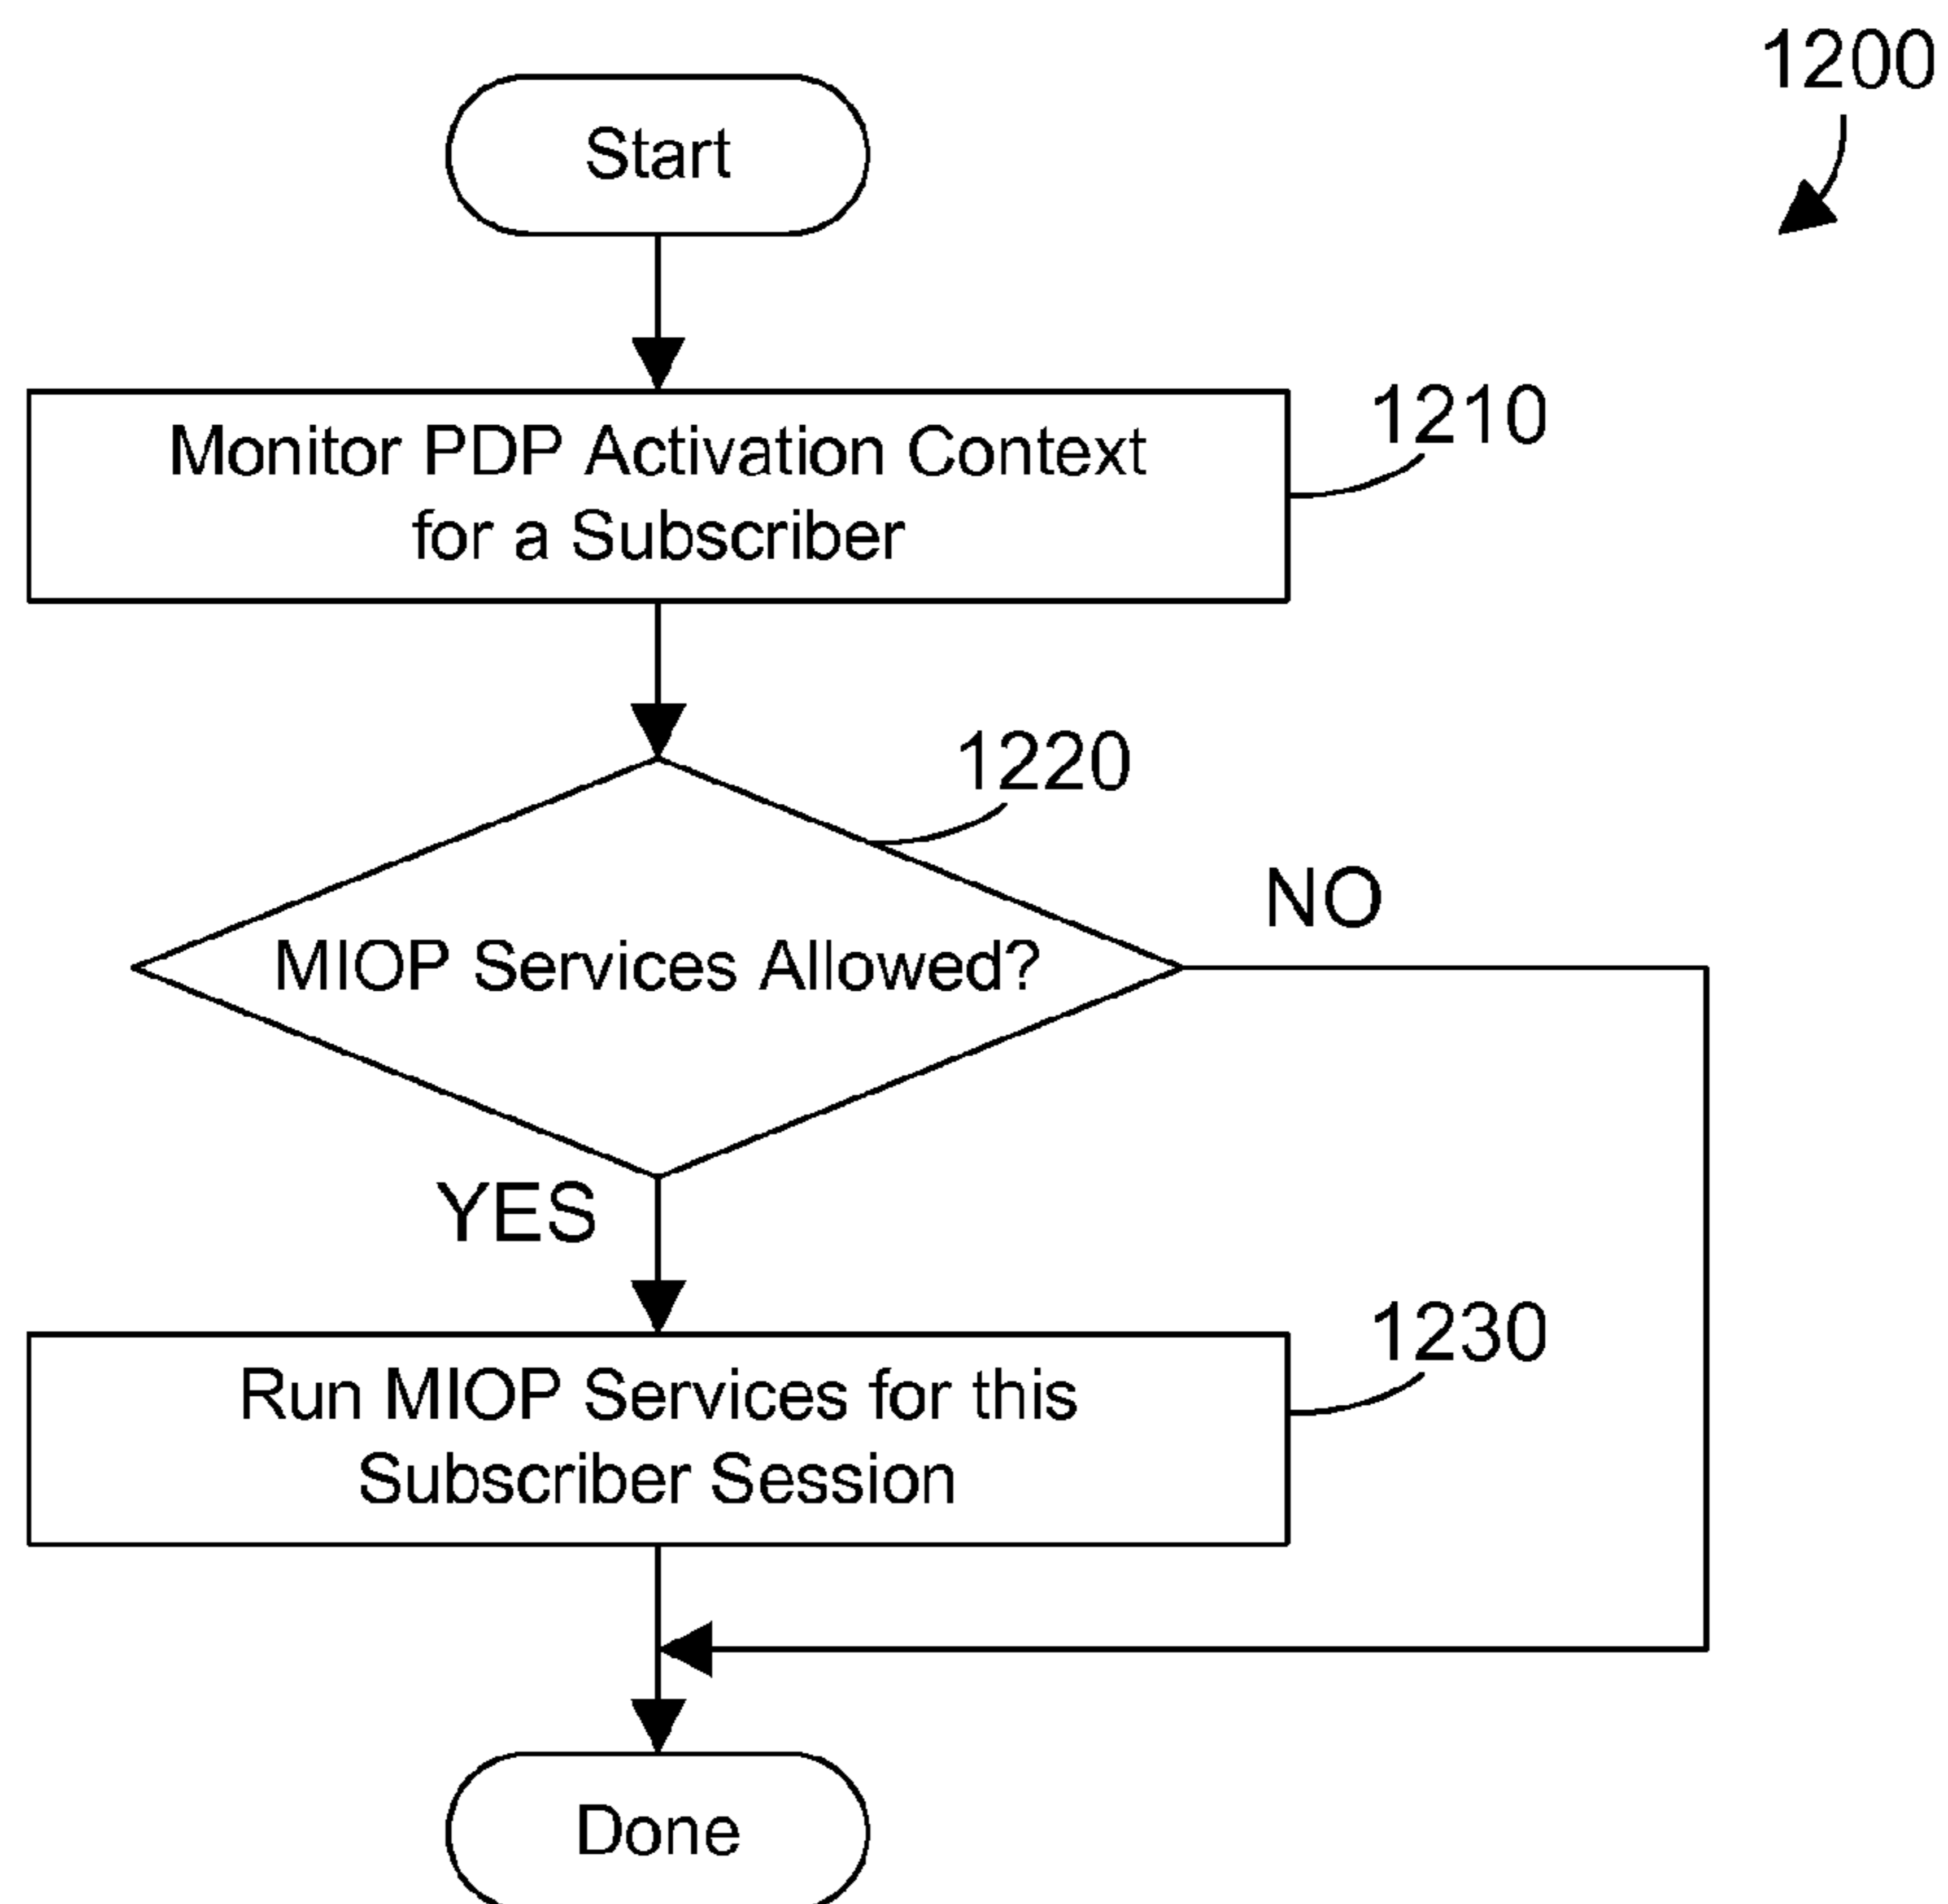 1200
Start
1210
Monitor PDP Activation Context
for a Subscriber
1220
MIOP Services Allowed?
NO
YES
1230
Run MIOP Services for this
Subscriber Session
Done